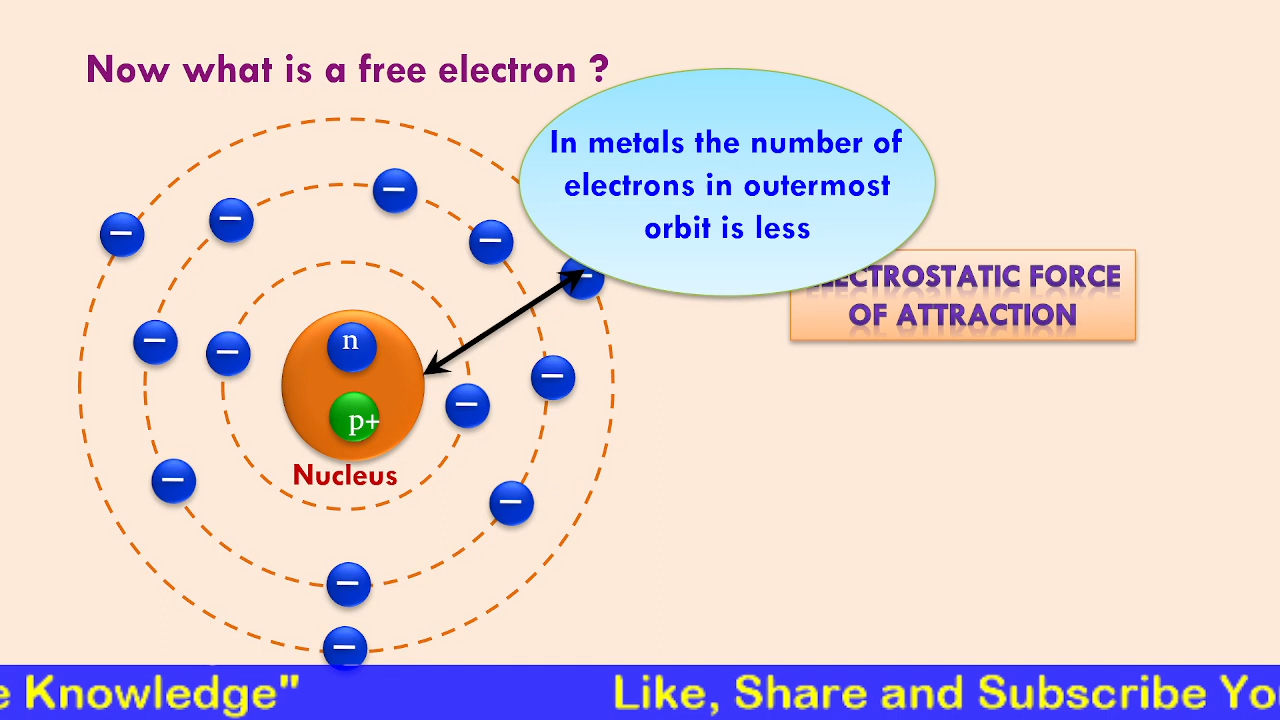 Now what is a free electron ?
In metals the number of
electrons in outermost
orbit is less
FORCE
OF ATTRACTION
−
−
−
−
−
−
−
−
−
−
−
−
−
n
p+
Nucleus
Knowledge"
Like, Share and Subscribe